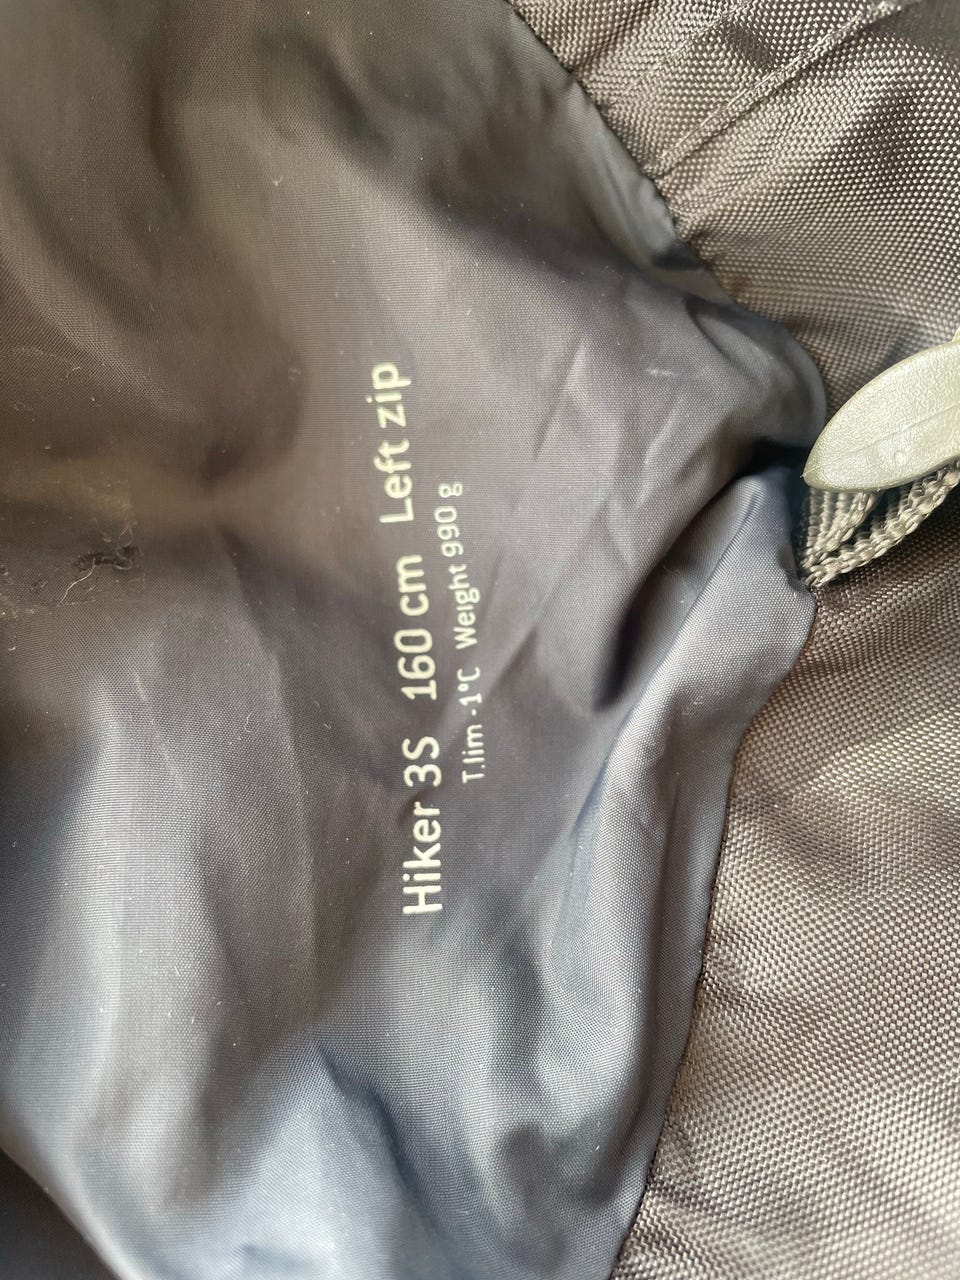 Hiker 3S 160 cm Left zip
T.lim -1°C Weight 990 g